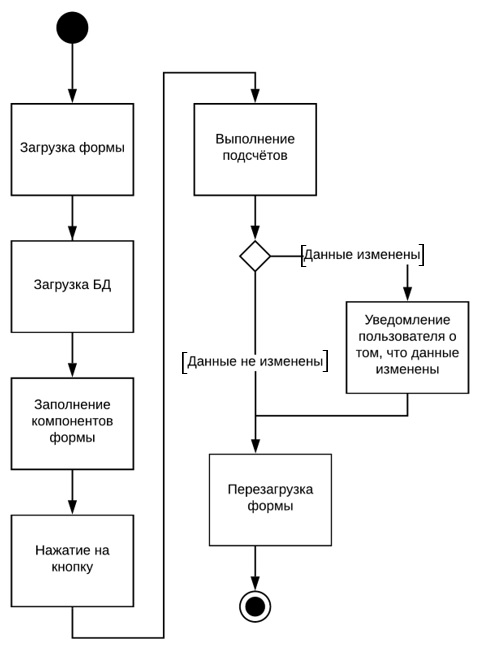 Загрузка формы
Загрузка БД
Заполнение
компонентов
формы
Нажатие на
кнопку
Выполнение
подсчётов
[Данные изменены]
Уведомление
пользователя о
том, что данные
изменены
[Данные не изменены]
Перезагрузка
формы